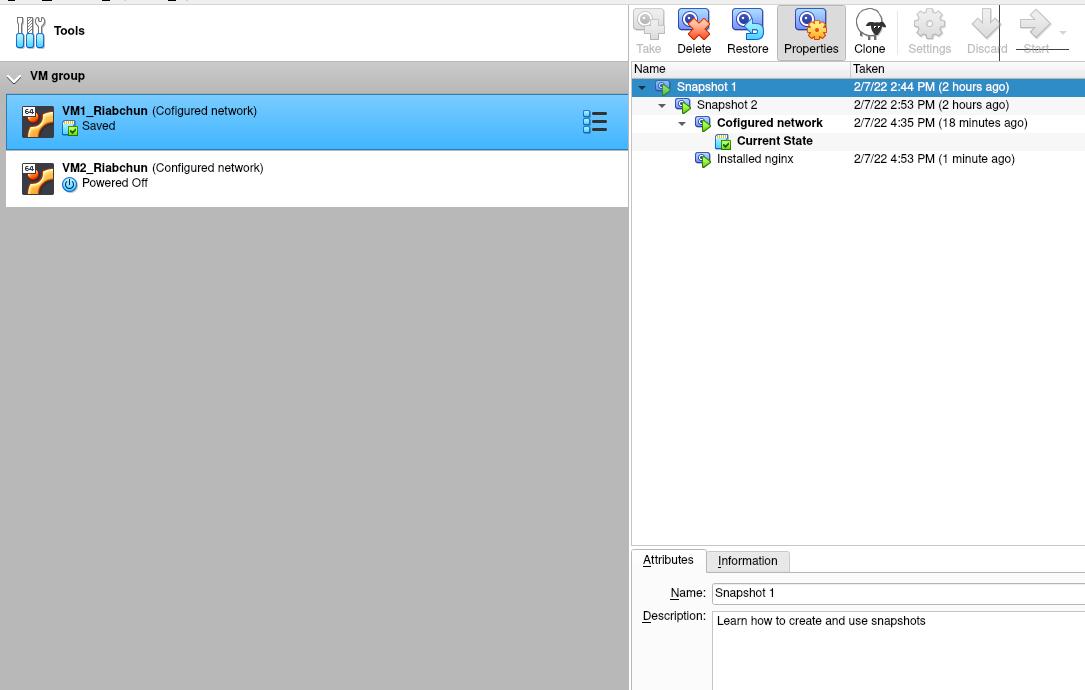 Tools
VM group
64
VM1_Riabchun (Cofigured network)
Saved
64
VM2_Riabchun (Configured network)
Powered Off
Take Delete Restore Properties Clone Settings Discard Start
Name Taken
Snapshot 1 2/7/22 2:44 PM (2 hours ago)
Snapshot 2 2/7/22 2:53 PM (2 hours ago)
Cofigured network 2/7/22 4:35 PM (18 minutes ago)
Current State
Installed nginx 2/7/22 4:53 PM (1 minute ago)
Attributes Information
Name: Snapshot 1
Description: Learn how to create and use snapshots